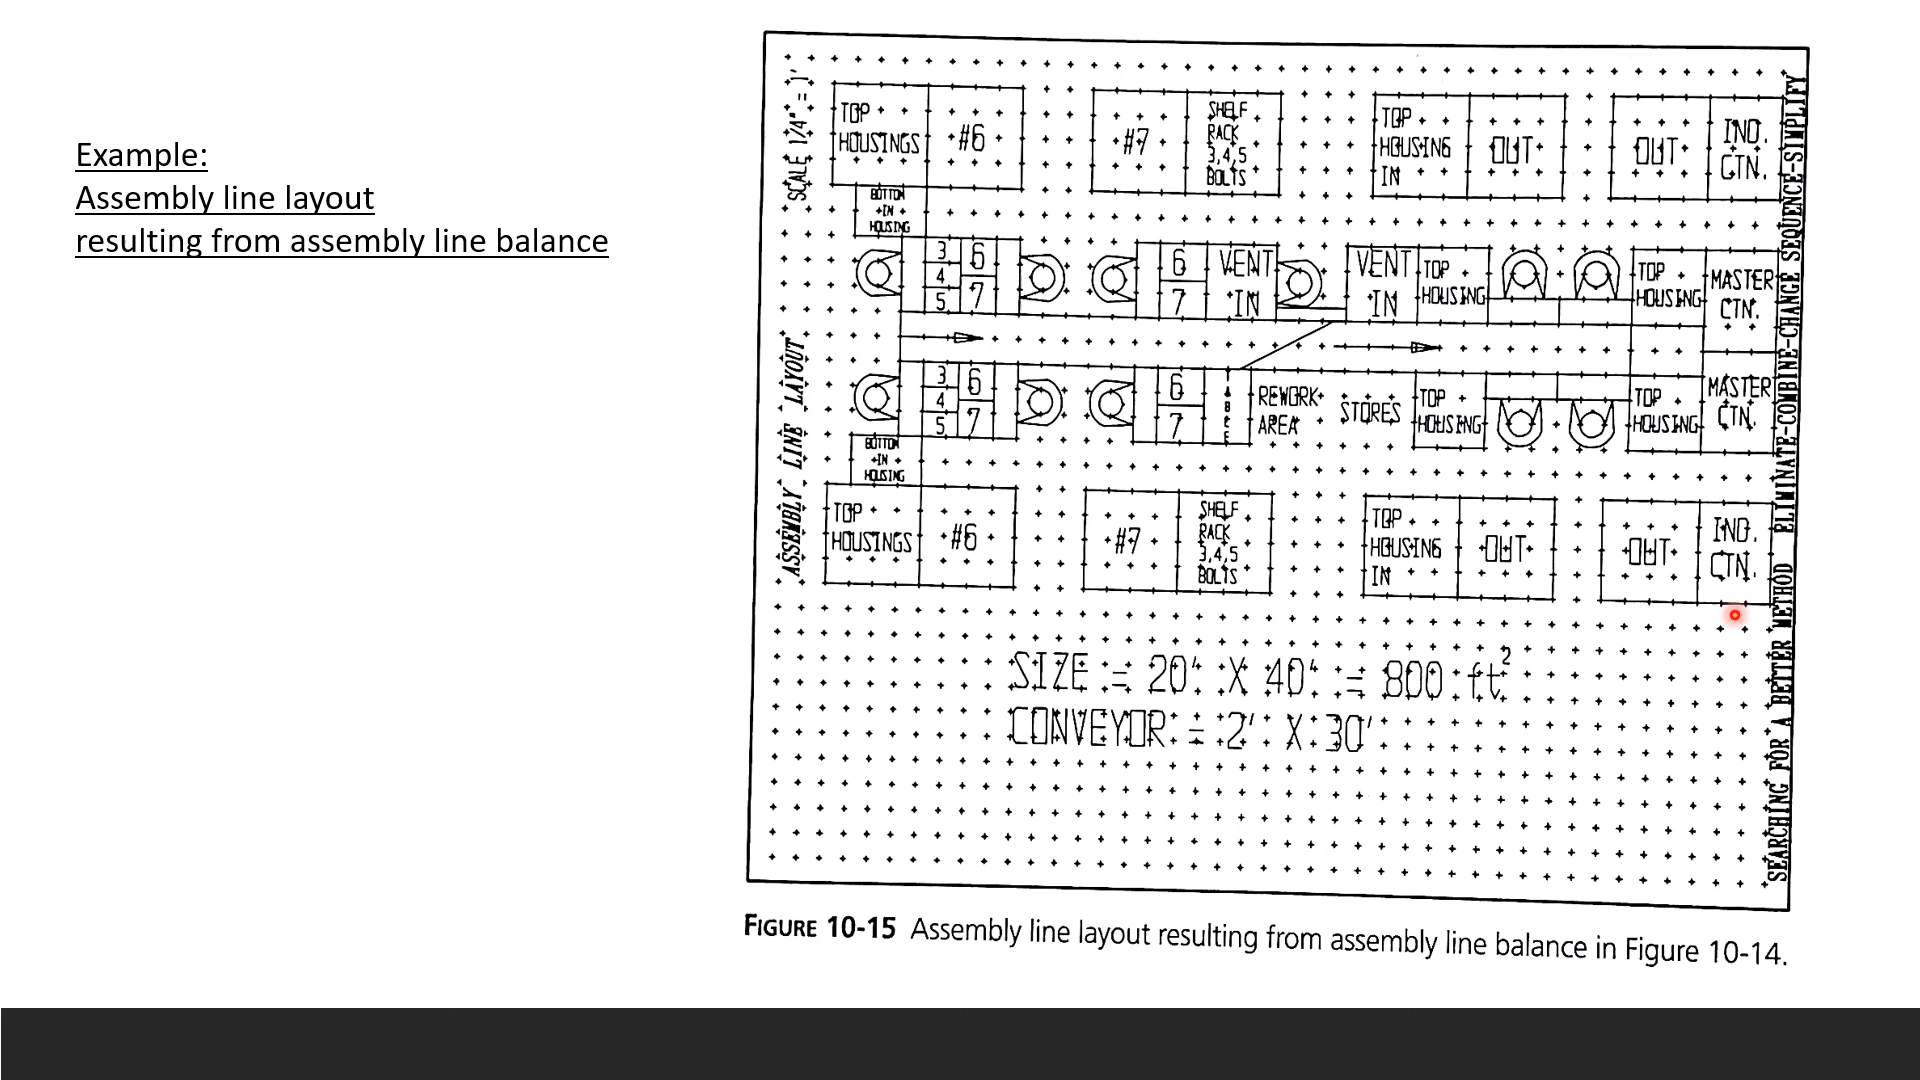 Example:
Assembly line layout
resulting from assembly line balance
SCALE 1/4" = 1'
ASSEMBLY LINE LAYOUT
TOP
HOUSINGS
#6
#7
SHELF
RACK
3,4,5
BOLTS
TOP
HOUSING
IN
OUT
OUT
IND.
CTN.
BOTTOM
IN
HOUSING
3
4
5
6
7
6
7
VENT
IN
VENT
IN
TOP
HOUSING
TOP
HOUSING
MASTER
CTN.
3
4
5
6
7
6
7
TABLE
REWORK
AREA
STORES
TOP
HOUSING
TOP
HOUSING
MASTER
CTN.
BOTTOM
IN
HOUSING
TOP
HOUSINGS
#6
#7
SHELF
RACK
3,4,5
BOLTS
TOP
HOUSING
IN
OUT
OUT
IND.
CTN.
SIZE = 20' X 40' = 800 ft²
CONVEYOR = 2' X 30'
SEARCHING FOR A BETTER METHOD ELIMINATE-COMBINE-CHANGE SEQUENCE-SIMPLIFY
FIGURE 10-15 Assembly line layout resulting from assembly line balance in Figure 10-14.